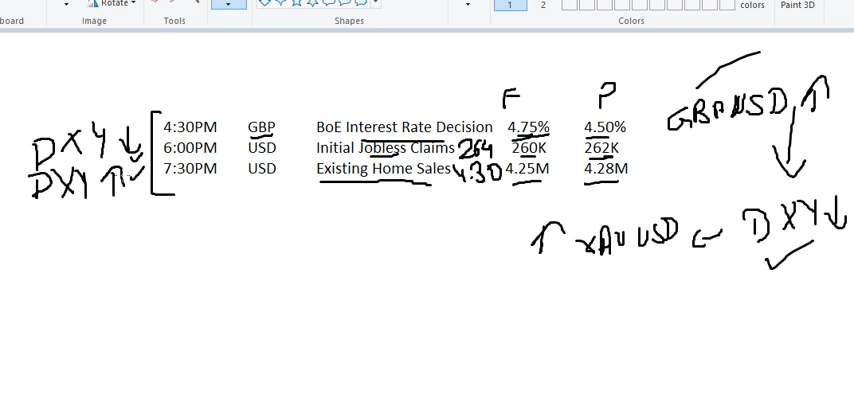 Rotate
1 2
colors
Paint 3D
board Image Tools Shapes Colors
F P
4:30PM GBP BoE Interest Rate Decision 4.75% 4.50%
6:00PM USD Initial Jobless Claims 264 260K 262K
7:30PM USD Existing Home Sales 4.30 4.25M 4.28M
DXY ↓
DXY ↑
GBPUSD ↑
↑ XAUUSD ← DXY ↓